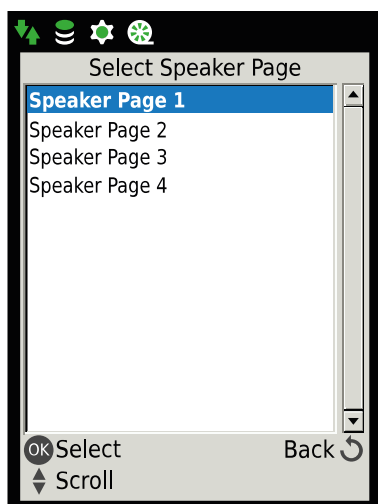 Select Speaker Page
Speaker Page 1
Speaker Page 2
Speaker Page 3
Speaker Page 4
OK Select Back
Scroll